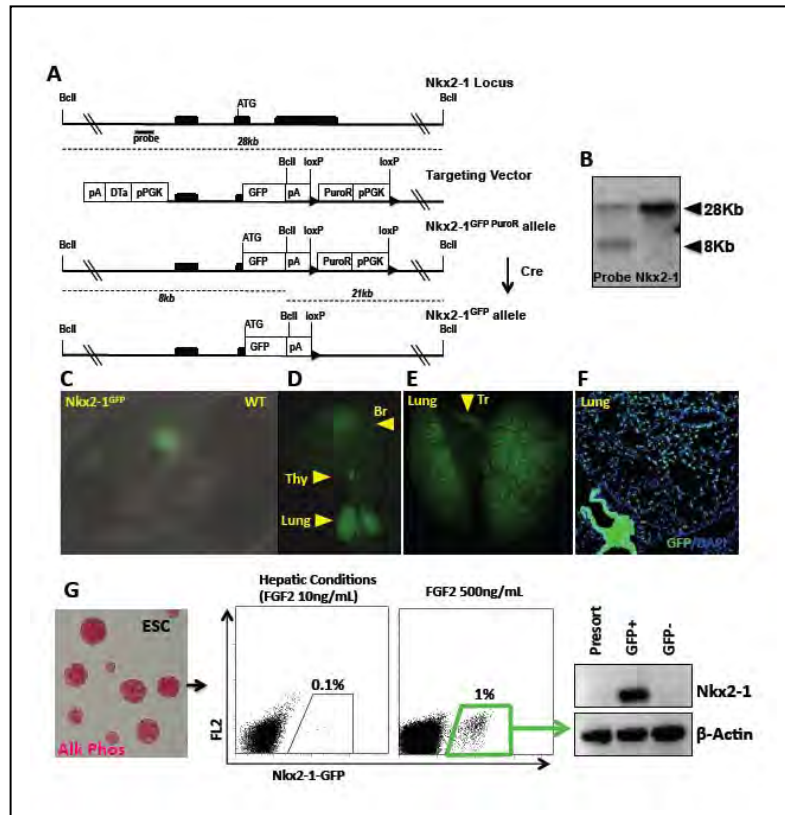 A
Nkx2-1 Locus
BclI
ATG
BclI
probe
28kb
BclI loxP
loxP
Targeting Vector
pA DTa pPGK
GFP pA PuroR pPGK
Nkx2-1GFP PuroR allele
BclI
ATG
BclI loxP
loxP
BclI
GFP pA PuroR pPGK
Cre
8kb
21kb
Nkx2-1GFP allele
BclI
ATG
BclI loxP
BclI
GFP pA
B
28Kb
8Kb
Probe Nkx2-1
C
Nkx2-1GFP
WT
D
Br
Thy
Lung
E
Lung
Tr
F
Lung
GFP/DAPI
G
ESC
Alk Phos
Hepatic Conditions
(FGF2 10ng/mL)
FGF2 500ng/mL
0.1%
1%
FL2
Nkx2-1-GFP
Presort
GFP+
GFP-
Nkx2-1
β-Actin